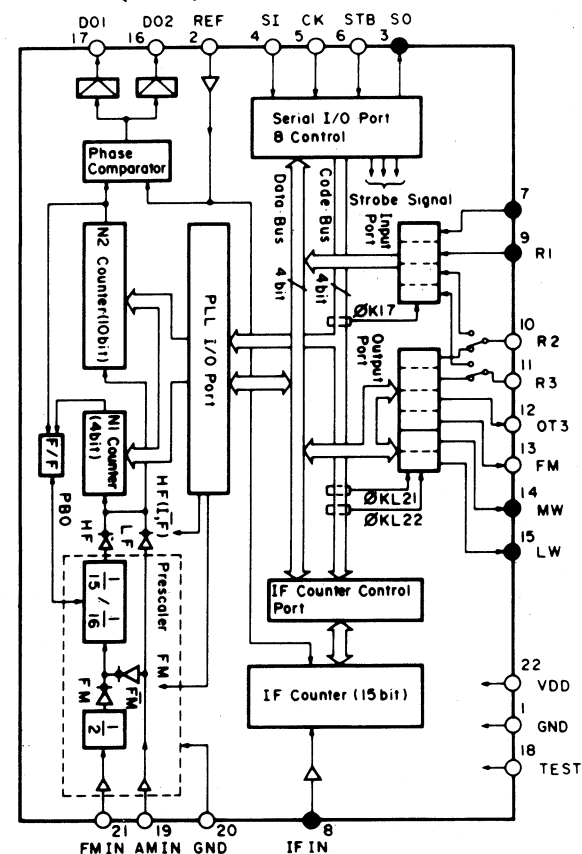 DO1 DO2 REF SI CK STB SO
17 16 2 4 5 6 3
Serial I/O Port
8 Control
Phase
Comparator
Data Bus
Code Bus
Strobe Signal
Input
Port
7
9
R1
N2
Counter(10bit)
PLL I/O Port
4bit
4bit
ØK17
10
R2
11
R3
12
OT3
13
FM
14
MW
15
LW
Output
Port
N1 Counter
(4bit)
F/F
PBO
HF
LF
HF(I,F)
ØKL21
ØKL22
Prescaler
1/15 / 1/16
IF Counter Control
Port
FM
FM
FM
1/2
IF Counter (15bit)
22
VDD
1
GND
18
TEST
21 19 20 8
FMIN AMIN GND IFIN